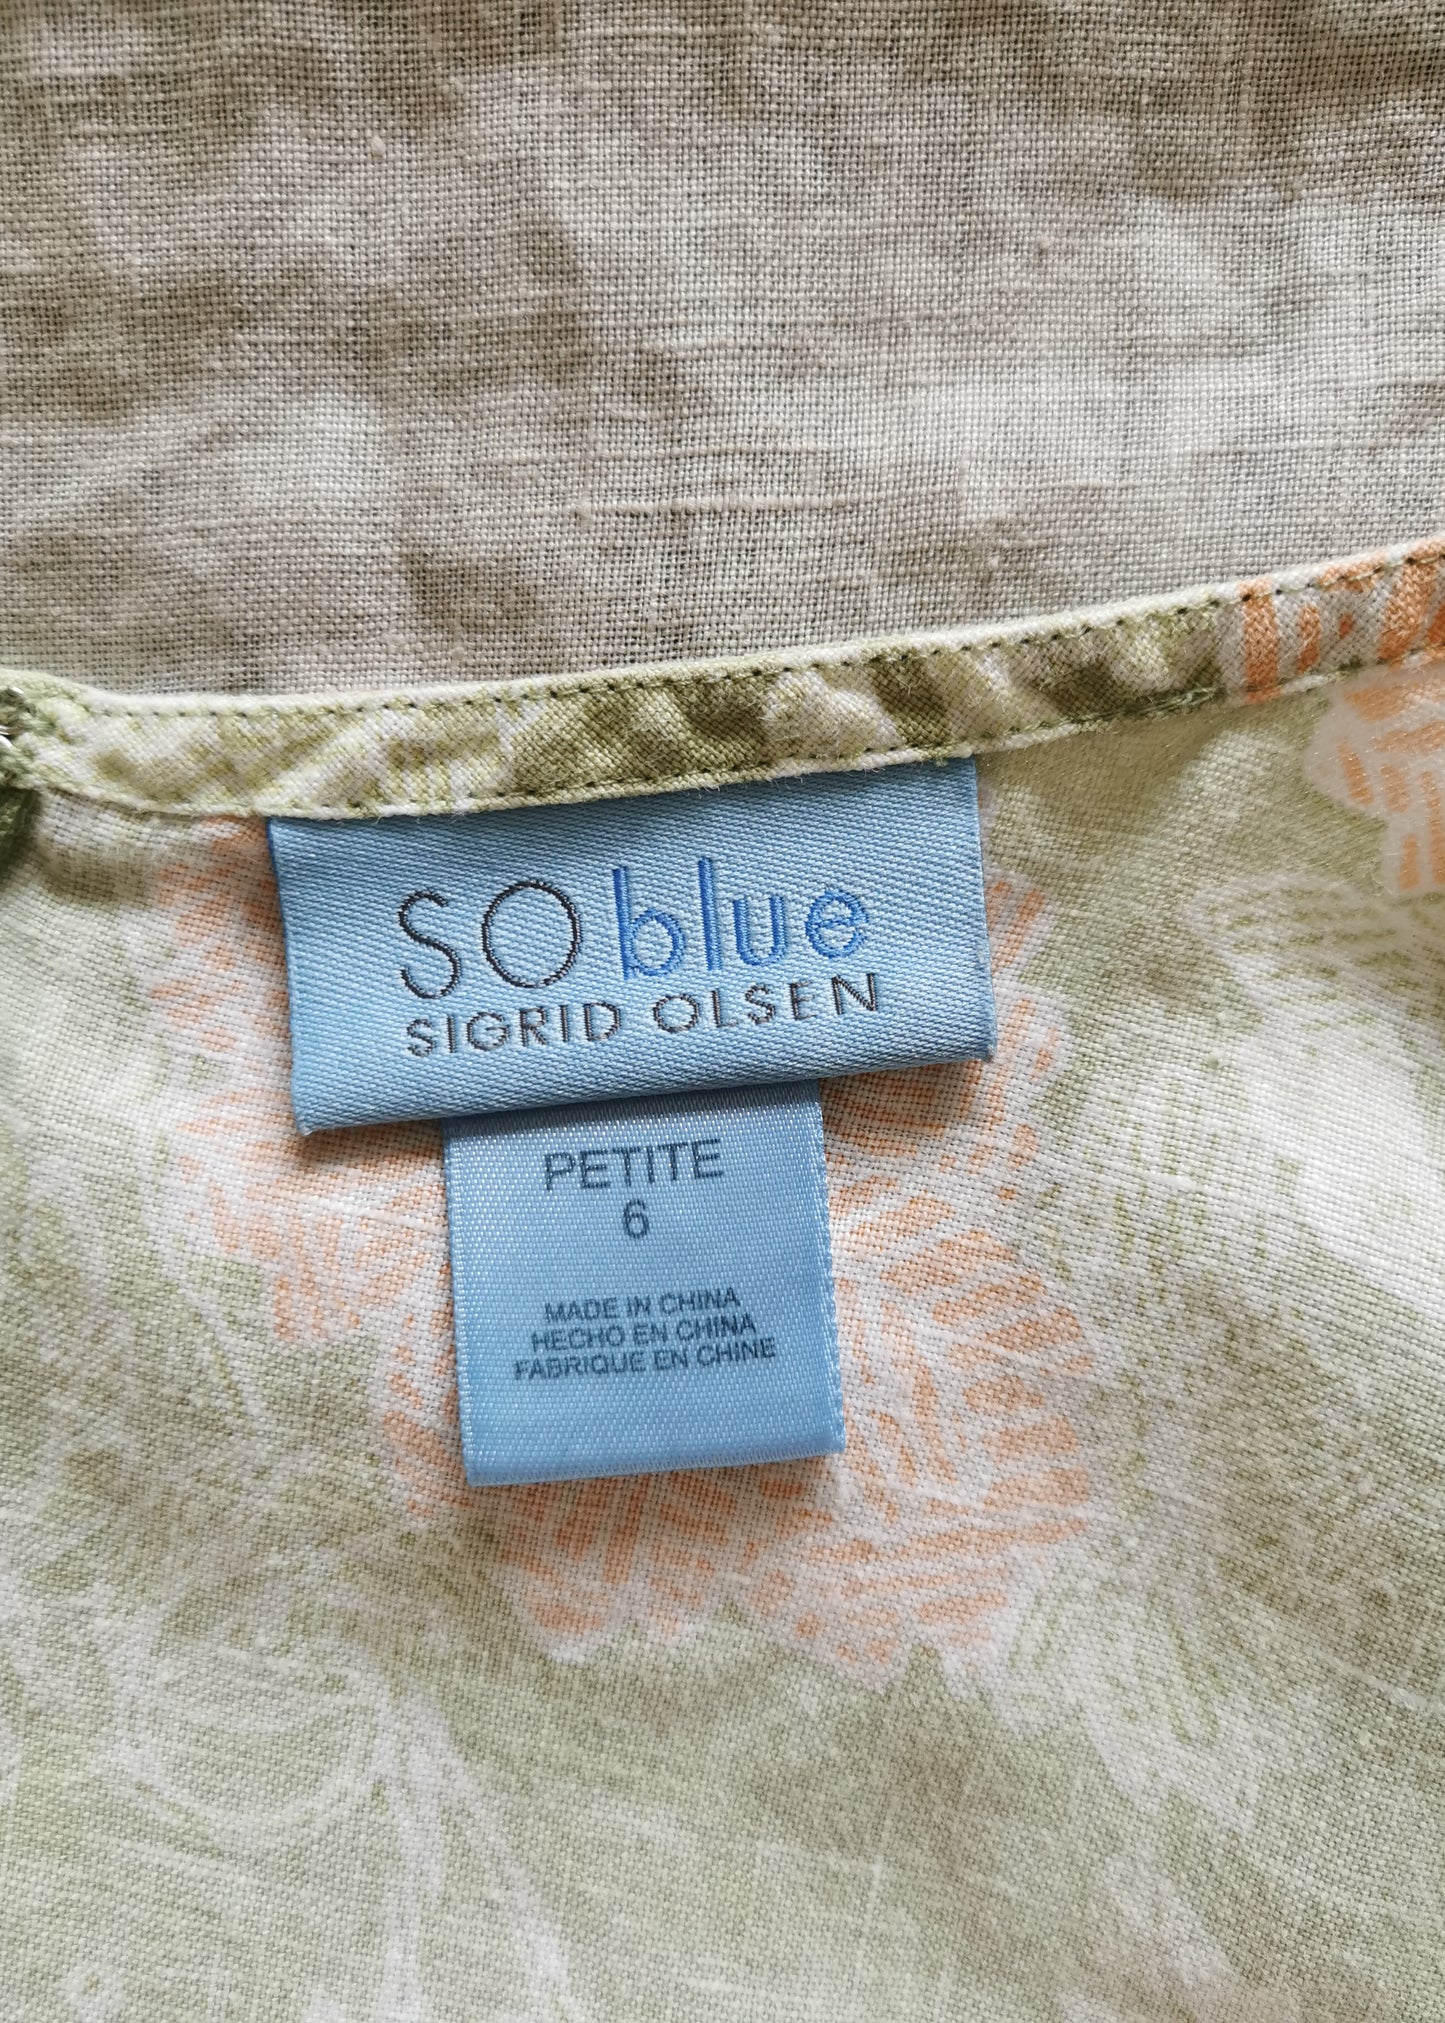 SO blue
SIGRID OLSEN
PETITE
6
MADE IN CHINA
HECHO EN CHINA
FABRIQUE EN CHINE